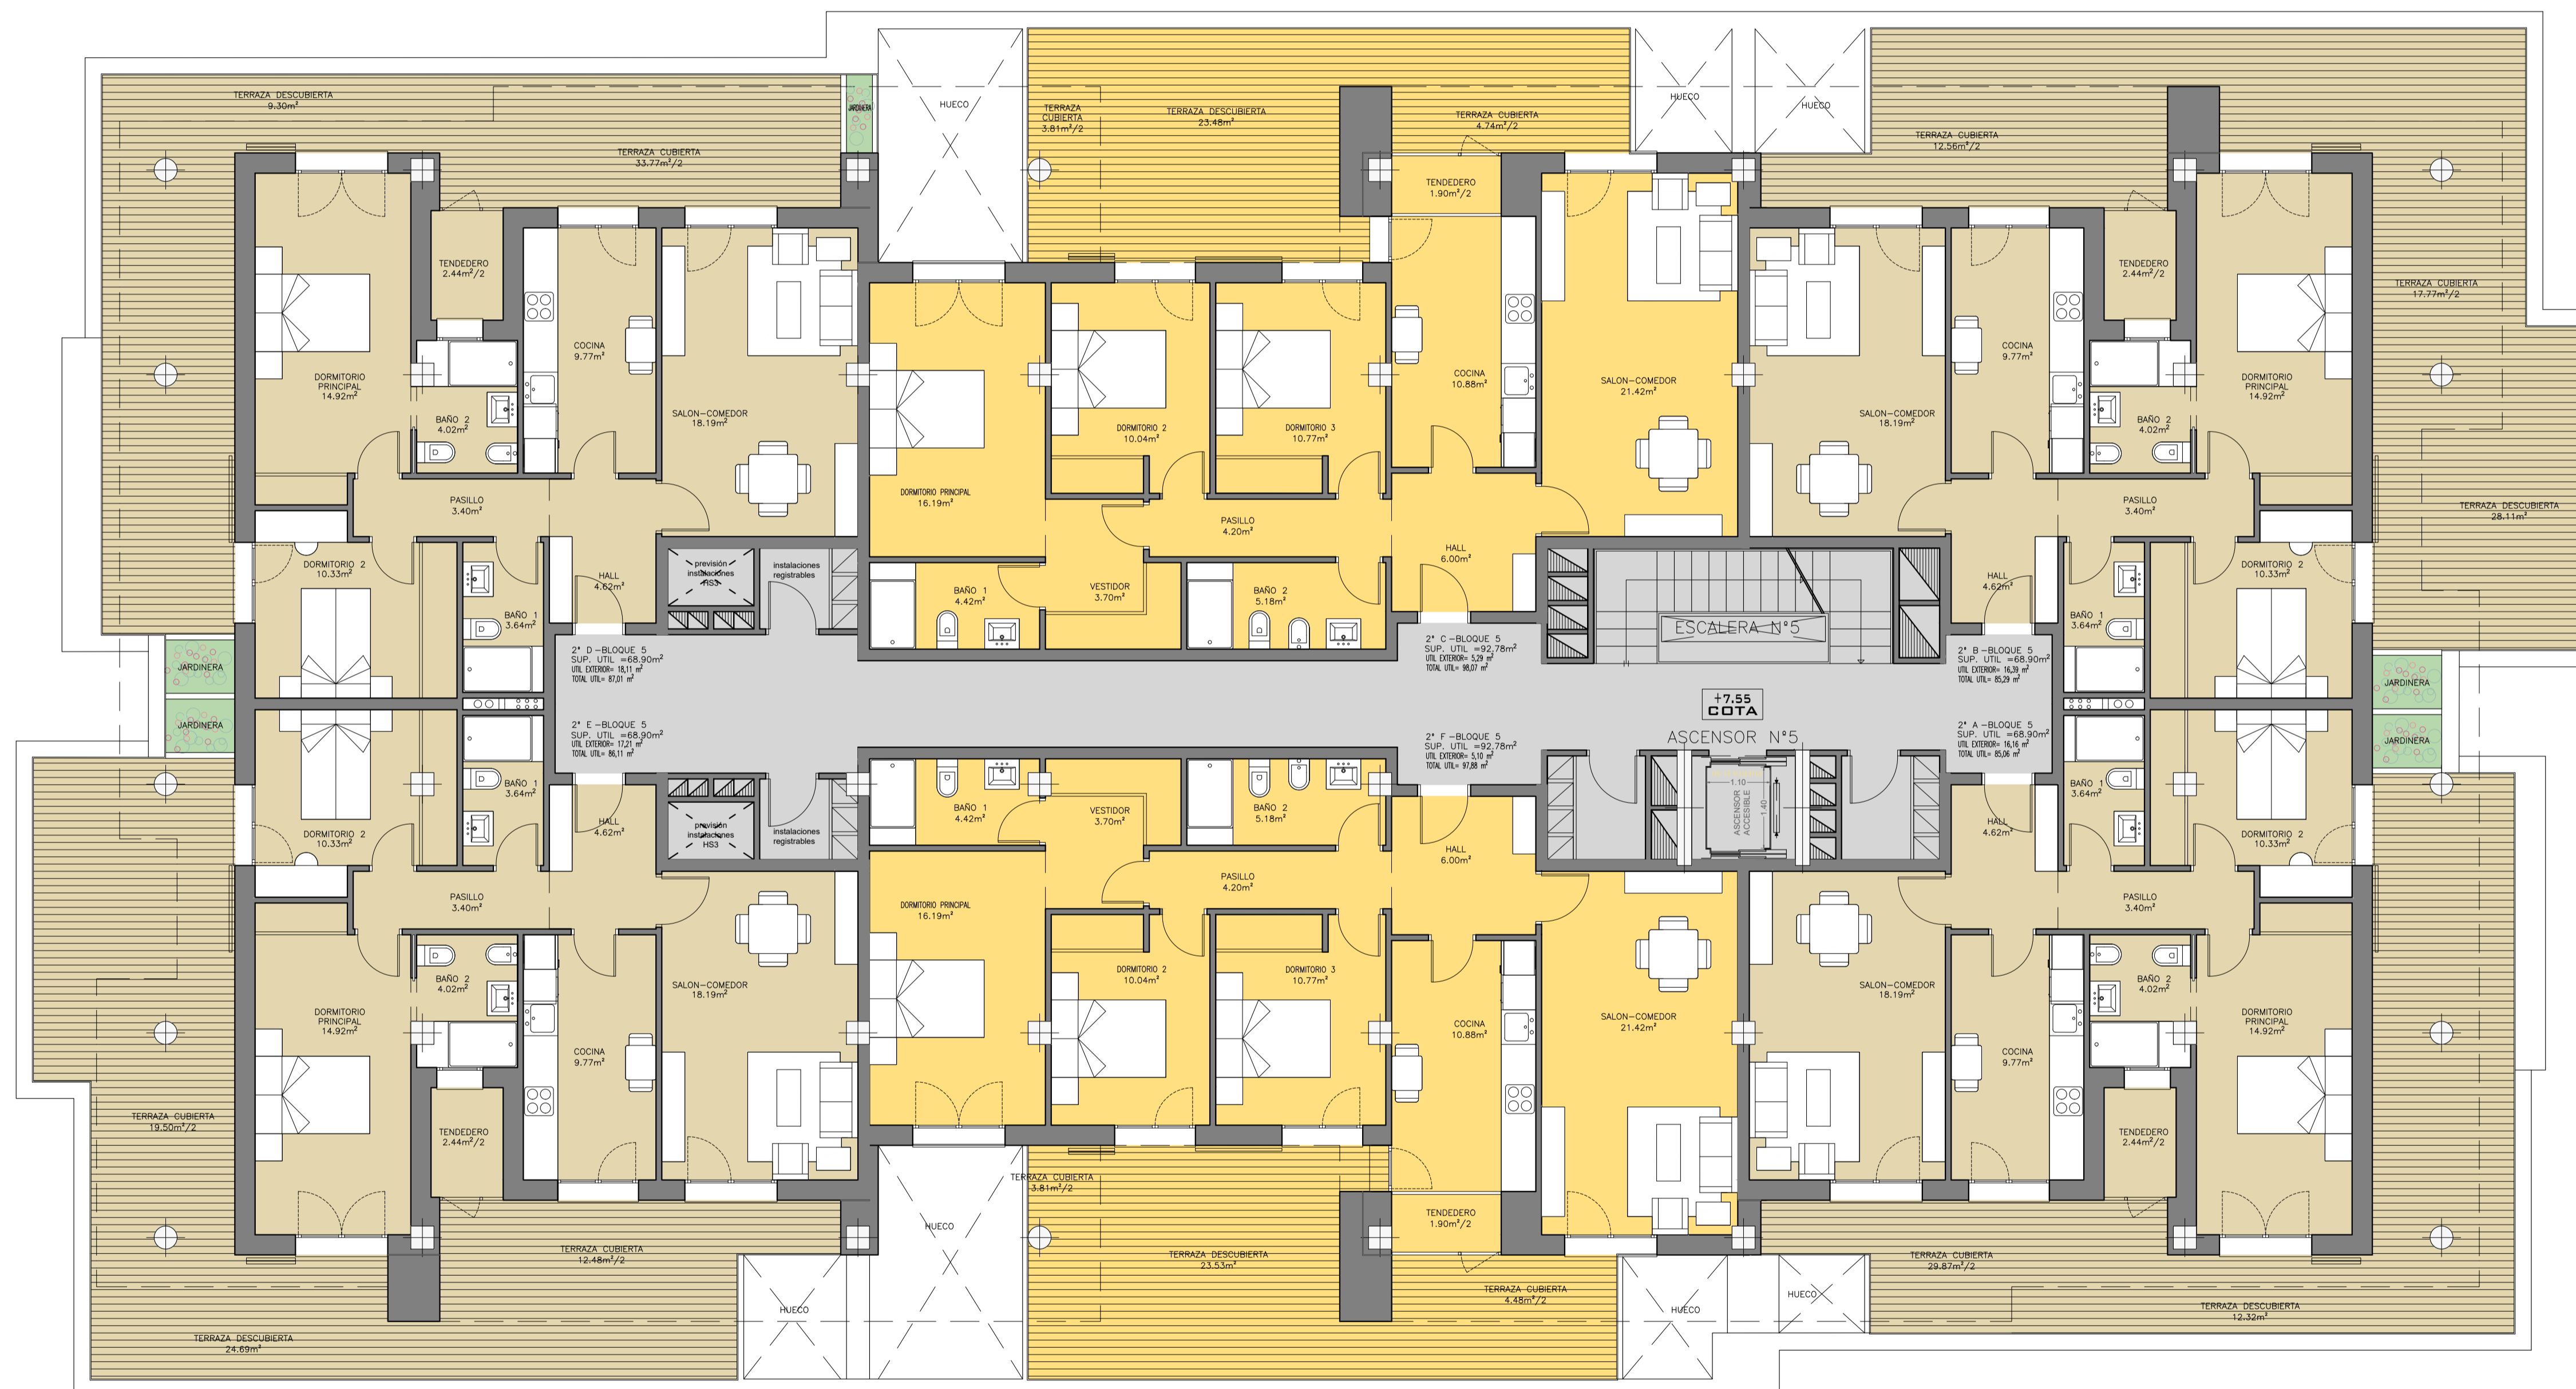 TERRAZA DESCUBIERTA
9.30m²
JARDINERA
TERRAZA CUBIERTA
33.77m²/2
HUECO
TERRAZA
CUBIERTA
3.81m²/2
TERRAZA DESCUBIERTA
23.48m²
TERRAZA CUBIERTA
4.74m²/2
HUECO
HUECO
TERRAZA CUBIERTA
12.56m²/2
TERRAZA CUBIERTA
17.77m²/2
TERRAZA DESCUBIERTA
28.11m²
DORMITORIO
PRINCIPAL
14.92m²
TENDEDERO
2.44m²/2
BAÑO 2
4.02m²
COCINA
9.77m²
SALON-COMEDOR
18.19m²
PASILLO
3.40m²
DORMITORIO 2
10.33m²
BAÑO 1
3.64m²
HALL
4.62m²
previsión
instalaciones
HS3
instalaciones
registrables
DORMITORIO PRINCIPAL
16.19m²
DORMITORIO 2
10.04m²
DORMITORIO 3
10.77m²
TENDEDERO
1.90m²/2
COCINA
10.88m²
SALON-COMEDOR
21.42m²
PASILLO
4.20m²
HALL
6.00m²
BAÑO 1
4.42m²
VESTIDOR
3.70m²
BAÑO 2
5.18m²
SALON-COMEDOR
18.19m²
COCINA
9.77m²
TENDEDERO
2.44m²/2
BAÑO 2
4.02m²
DORMITORIO
PRINCIPAL
14.92m²
PASILLO
3.40m²
HALL
4.62m²
BAÑO 1
3.64m²
DORMITORIO 2
10.33m²
JARDINERA
JARDINERA
2° D -BLOQUE 5
SUP. UTIL =68.90m²
UTIL EXTERIOR= 18,11 m²
TOTAL UTIL= 87,01 m²
2° C -BLOQUE 5
SUP. UTIL =92.78m²
UTIL EXTERIOR= 5,29 m²
TOTAL UTIL= 98,07 m²
ESCALERA N°5
2° B -BLOQUE 5
SUP. UTIL =68.90m²
UTIL EXTERIOR= 16,39 m²
TOTAL UTIL= 85,29 m²
+7.55
COTA
2° E -BLOQUE 5
SUP. UTIL =68.90m²
UTIL EXTERIOR= 17,21 m²
TOTAL UTIL= 86,11 m²
2° F -BLOQUE 5
SUP. UTIL =92.78m²
UTIL EXTERIOR= 5,10 m²
TOTAL UTIL= 97,88 m²
ASCENSOR N°5
2° A -BLOQUE 5
SUP. UTIL =68.90m²
UTIL EXTERIOR= 16,16 m²
TOTAL UTIL= 85,06 m²
JARDINERA
JARDINERA
1.10
1.40
ASCENSOR
ACCESIBLE
DORMITORIO 2
10.33m²
BAÑO 1
3.64m²
HALL
4.62m²
previsión
instalaciones
HS3
instalaciones
registrables
BAÑO 1
4.42m²
VESTIDOR
3.70m²
BAÑO 2
5.18m²
HALL
6.00m²
HALL
4.62m²
BAÑO 1
3.64m²
DORMITORIO 2
10.33m²
PASILLO
3.40m²
DORMITORIO PRINCIPAL
16.19m²
PASILLO
4.20m²
PASILLO
3.40m²
DORMITORIO
PRINCIPAL
14.92m²
BAÑO 2
4.02m²
COCINA
9.77m²
SALON-COMEDOR
18.19m²
DORMITORIO 2
10.04m²
DORMITORIO 3
10.77m²
COCINA
10.88m²
SALON-COMEDOR
21.42m²
SALON-COMEDOR
18.19m²
COCINA
9.77m²
BAÑO 2
4.02m²
DORMITORIO
PRINCIPAL
14.92m²
TERRAZA CUBIERTA
19.50m²/2
TENDEDERO
2.44m²/2
TENDEDERO
2.44m²/2
TERRAZA CUBIERTA
3.81m²/2
TENDEDERO
1.90m²/2
HUECO
TERRAZA CUBIERTA
12.48m²/2
TERRAZA DESCUBIERTA
23.53m²
TERRAZA CUBIERTA
29.87m²/2
HUECO
TERRAZA CUBIERTA
4.48m²/2
HUECO
HUECO
TERRAZA DESCUBIERTA
12.32m²
TERRAZA DESCUBIERTA
24.69m²